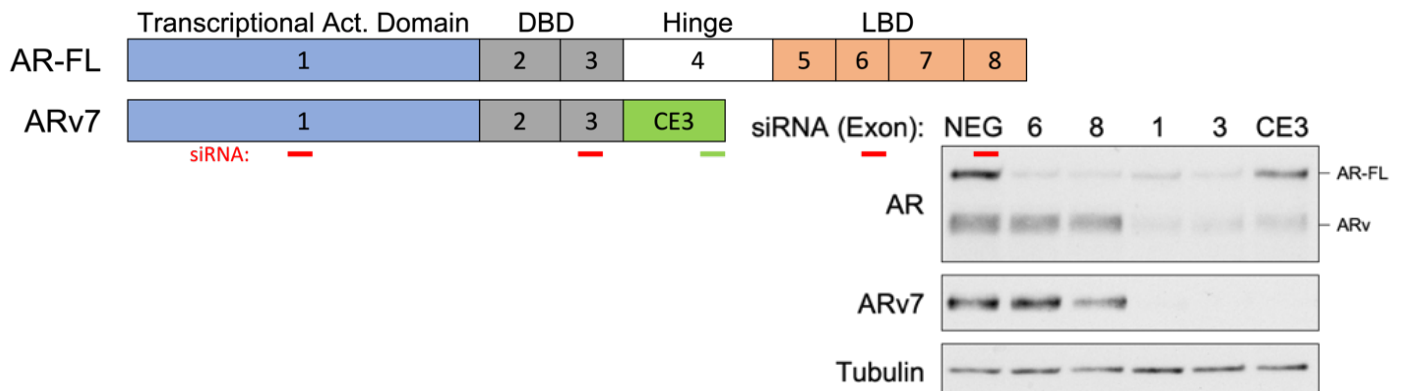 Transcriptional Act. Domain DBD Hinge LBD
AR-FL 1 2 3 4 5 6 7 8
ARv7 1 2 3 CE3
siRNA:
siRNA (Exon): NEG 6 8 1 3 CE3
AR
AR-FL
ARv
ARv7
Tubulin